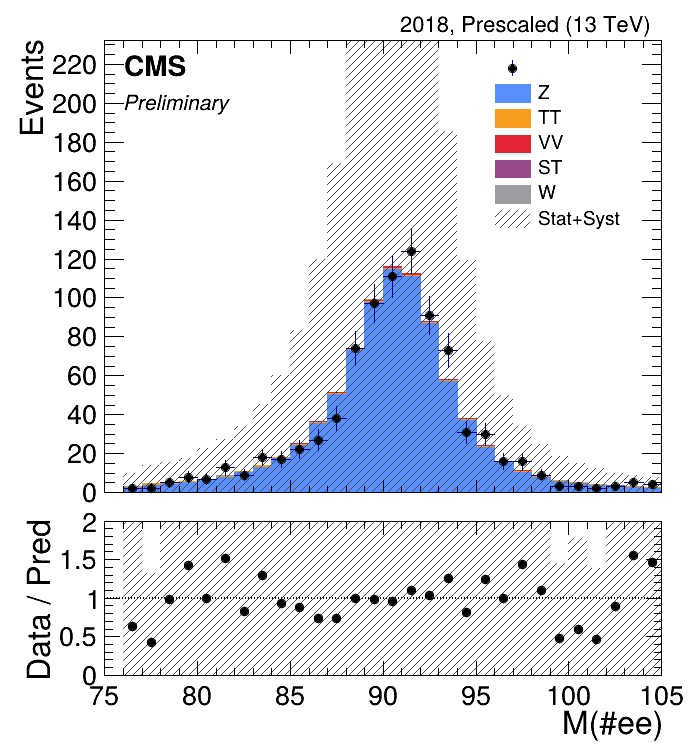 2018, Prescaled (13 TeV)
Events
220
200
180
160
140
120
100
80
60
40
20
0
CMS
Preliminary
Z
TT
VV
ST
W
Stat+Syst
Data / Pred
2
1.5
1
0.5
0
75 80 85 90 95 100 105
M(#ee)